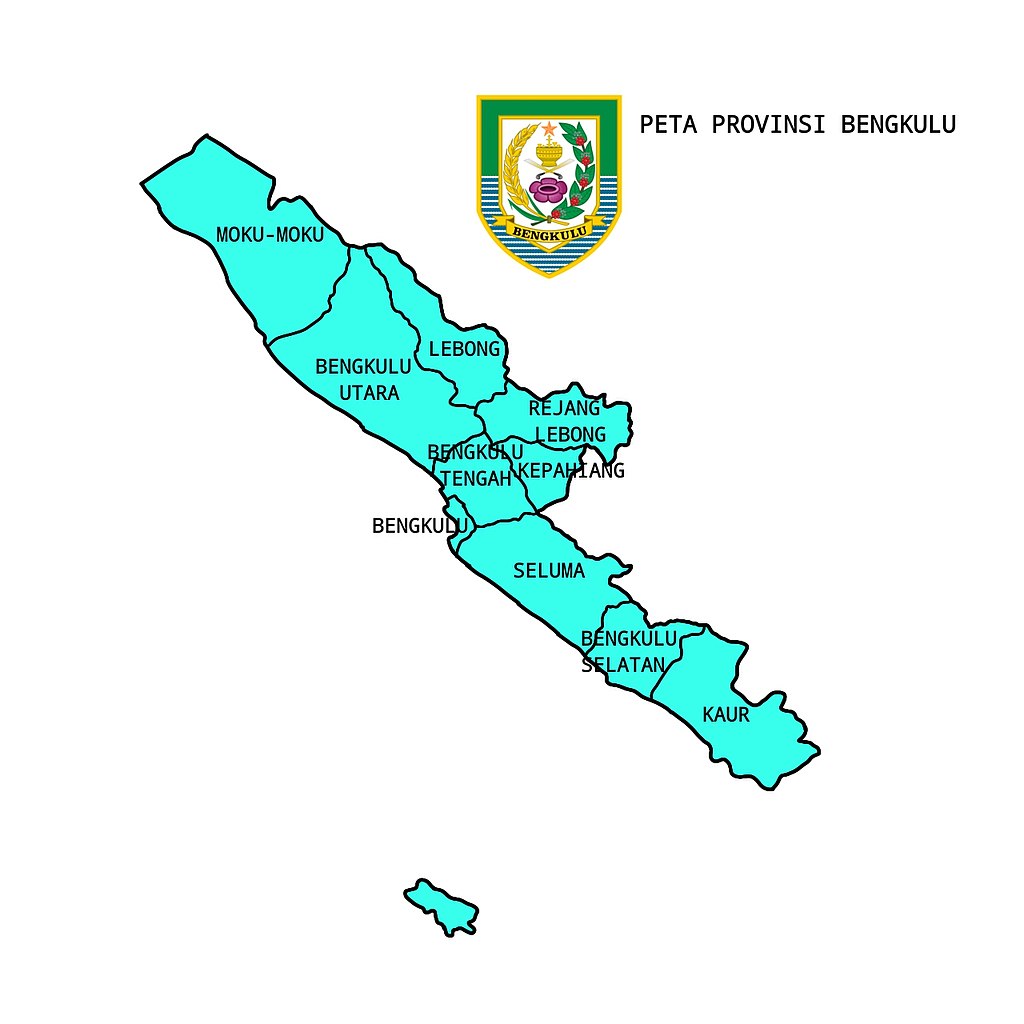 PETA PROVINSI BENGKULU
BENGKULU
MOKU-MOKU
LEBONG
BENGKULU
UTARA
REJANG
LEBONG
BENGKULU
TENGAH
KEPAHIANG
BENGKULU
SELUMA
BENGKULU
SELATAN
KAUR